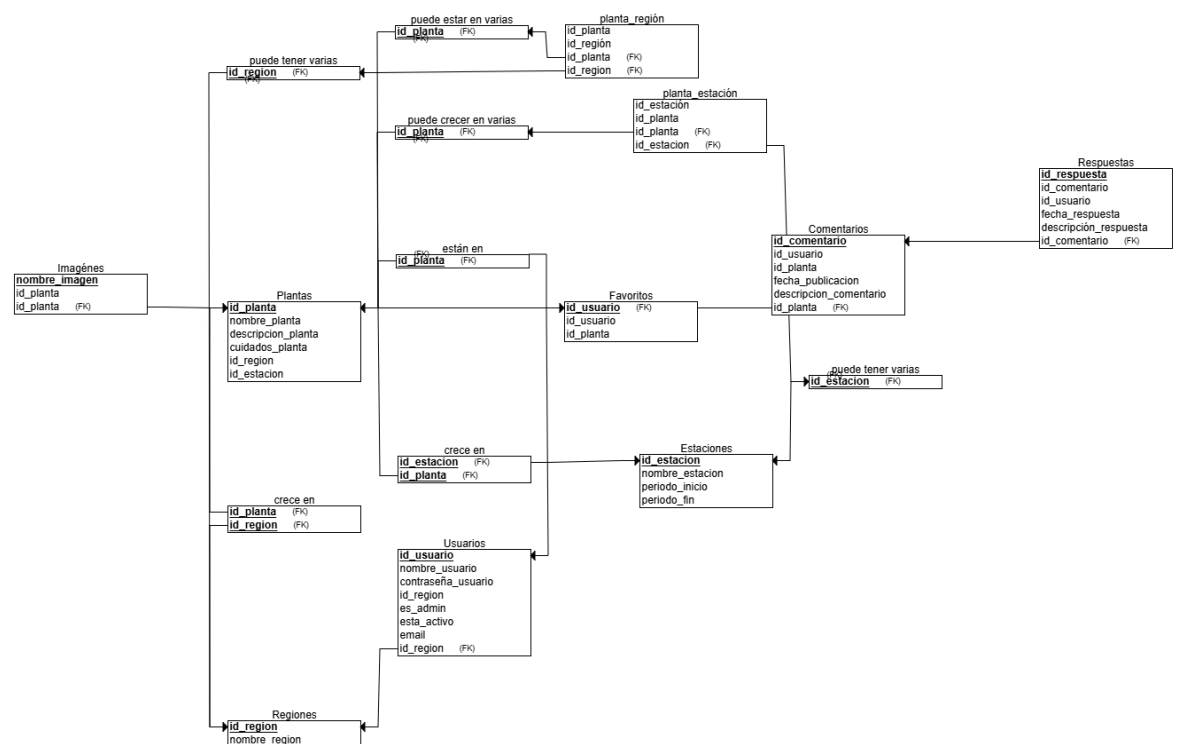 puede estar en varias
id_planta (FK)
(FK)
planta_región
id_planta
id_región
id_planta (FK)
id_region (FK)
puede tener varias
id_region (FK)
(FK)
planta_estación
id_estación
id_planta
id_planta (FK)
id_estacion (FK)
puede crecer en varias
id_planta (FK)
(FK)
Respuestas
id_respuesta
id_comentario
id_usuario
fecha_respuesta
descripción_respuesta
id_comentario (FK)
Comentarios
id_comentario
id_usuario
id_planta
fecha_publicacion
descripcion_comentario
id_planta (FK)
están en
(FK)
id_planta (FK)
Imagénes
nombre_imagen
id_planta
id_planta (FK)
Plantas
id_planta
nombre_planta
descripcion_planta
cuidados_planta
id_region
id_estacion
Favoritos
id_usuario (FK)
id_usuario
id_planta
puede tener varias
(FK)
id_estacion (FK)
crece en
id_estacion (FK)
id_planta (FK)
Estaciones
id_estacion
nombre_estacion
periodo_inicio
periodo_fin
crece en
id_planta (FK)
id_region (FK)
Usuarios
id_usuario
nombre_usuario
contraseña_usuario
id_region
es_admin
esta_activo
email
id_region (FK)
Regiones
id_region
nombre_region